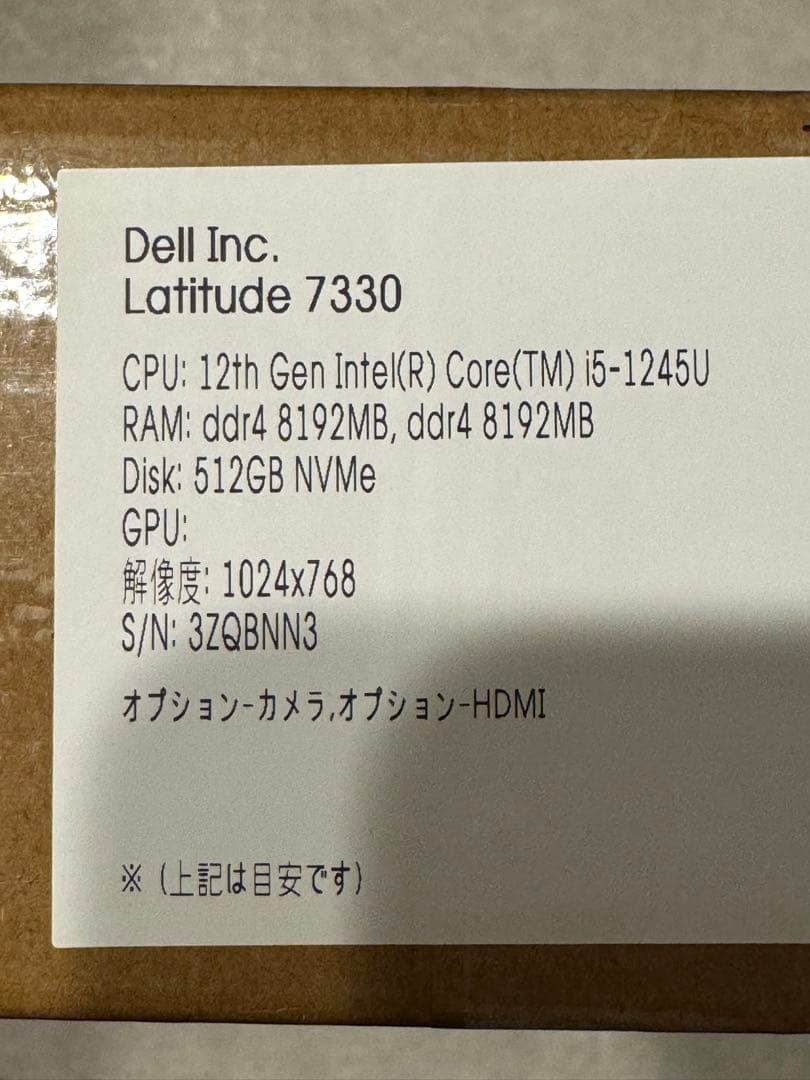 Dell Inc.
Latitude 7330
CPU: 12th Gen Intel(R) Core(TM) i5-1245U
RAM: ddr4 8192MB, ddr4 8192MB
Disk: 512GB NVMe
GPU:
解像度: 1024x768
S/N: 3ZQBNN3
オプション-カメラ,オプション-HDMI
※ (上記は目安です)